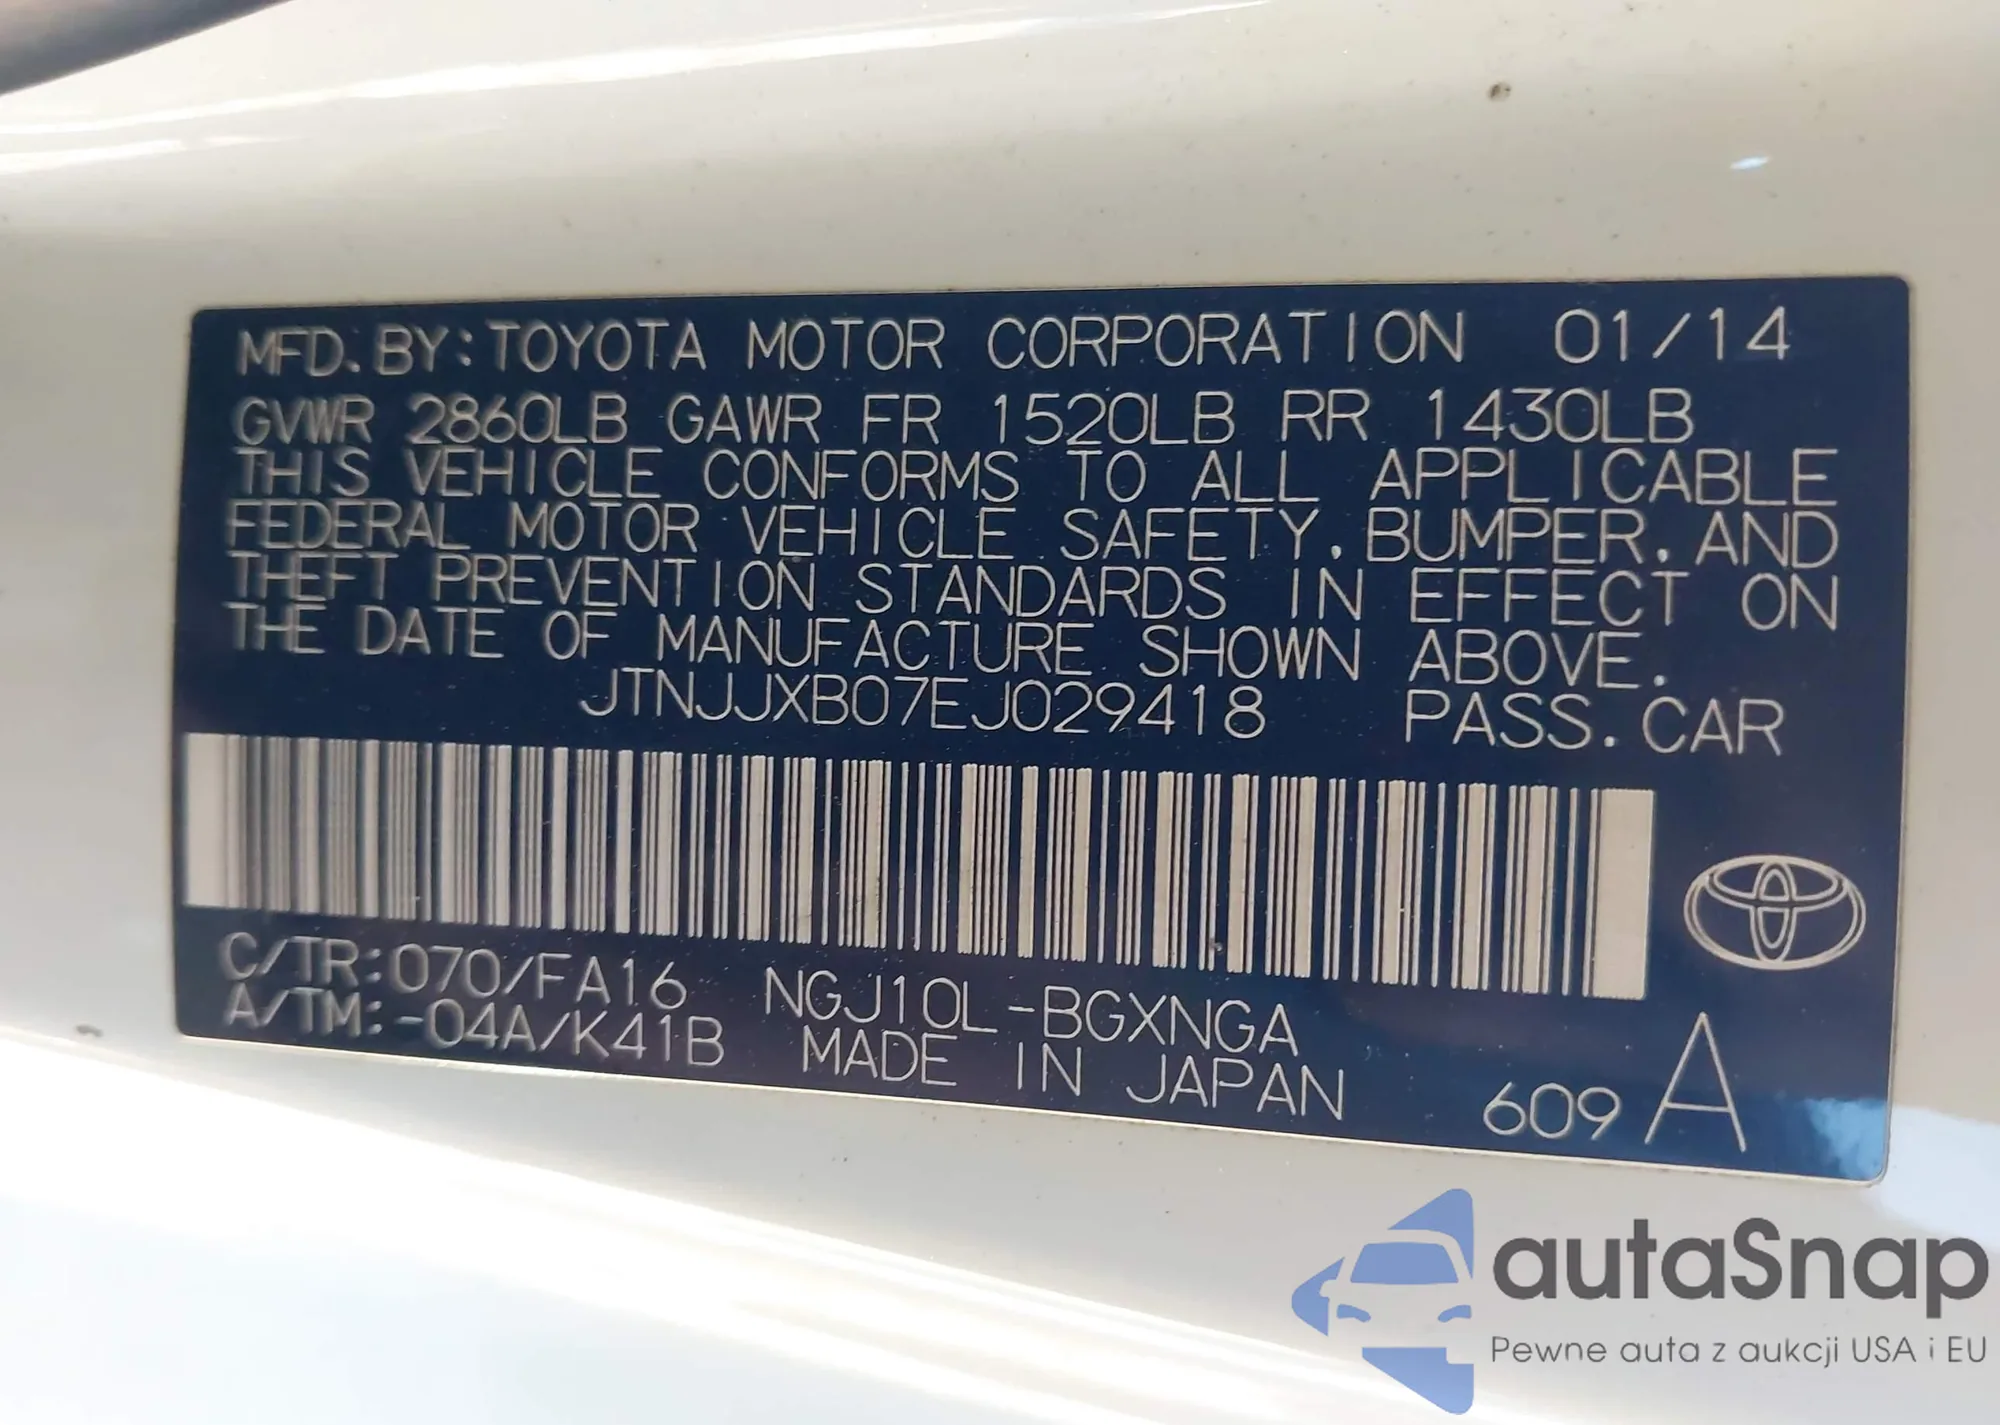 MFD. BY: TOYOTA MOTOR CORPORATION 01/14
GVWR 2860LB GAWR FR 1520LB RR 1430LB
THIS VEHICLE CONFORMS TO ALL APPLICABLE
FEDERAL MOTOR VEHICLE SAFETY, BUMPER, AND
THEFT PREVENTION STANDARDS IN EFFECT ON
THE DATE OF MANUFACTURE SHOWN ABOVE.
JTNJJXB07EJ029418 PASS. CAR
C/TR: 070/FA16 NGJ10L-BGXNGA
A/TM: -04A/K41B MADE IN JAPAN 609 A
autaSnap
Pewne auta z aukcji USA i EU